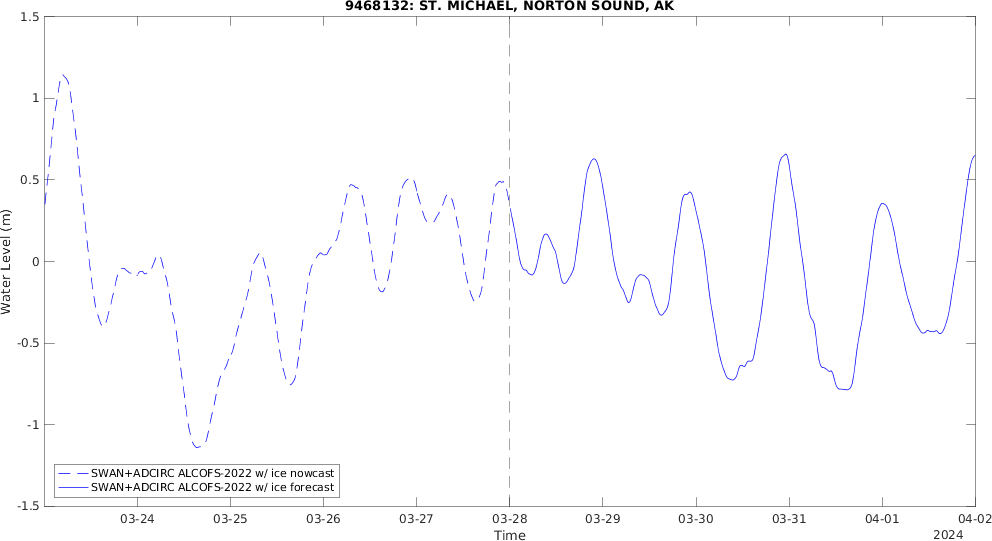 9468132: ST. MICHAEL, NORTON SOUND, AK
1.5
1
0.5
0
-0.5
-1
-1.5
Water Level (m)
SWAN+ADCIRC ALCOFS-2022 w/ ice nowcast
SWAN+ADCIRC ALCOFS-2022 w/ ice forecast
03-24 03-25 03-26 03-27 03-28 03-29 03-30 03-31 04-01 04-02
Time
2024